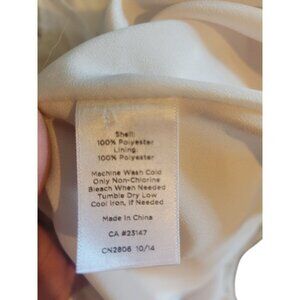 Shell:
100% Polyester
Lining:
100% Polyester
Machine Wash Cold
Only Non-Chlorine
Bleach When Needed
Tumble Dry Low
Cool Iron, if Needed
Made In China
CA #23147
CN2806 10/14